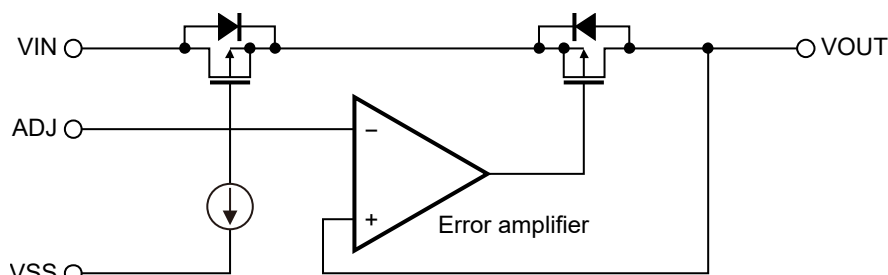 VIN
VOUT
ADJ
−
+
Error amplifier
VSS